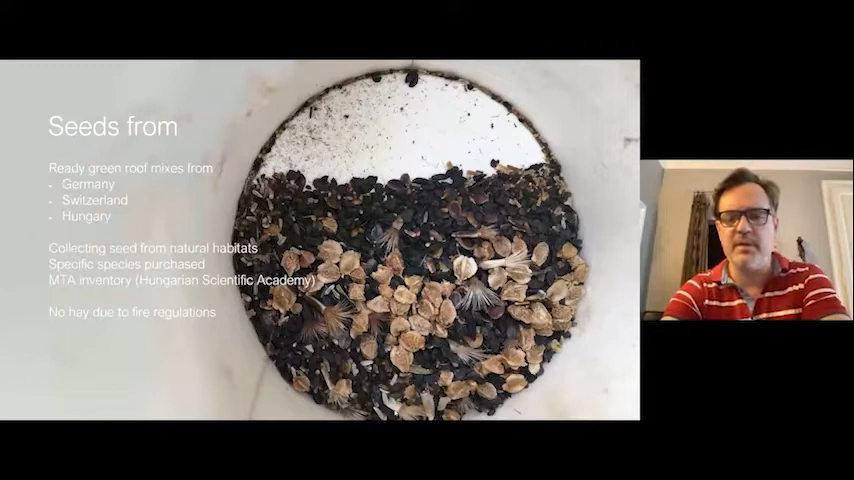 Seeds from
Ready green roof mixes from
- Germany
- Switzerland
- Hungary
Collecting seed from natural habitats
Specific species purchased
MTA inventory (Hungarian Scientific Academy)
No hay due to fire regulations